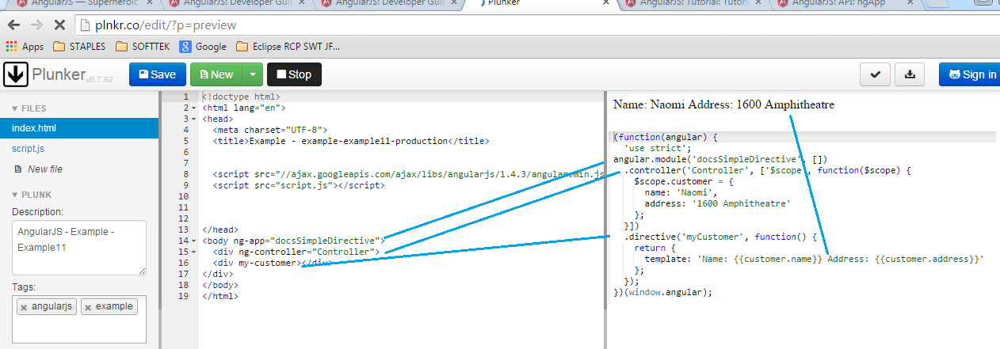 AngularJS — Superheroic
AngularJS: Developer Guid
AngularJS: Developer Guid
Plunker
AngularJS: Tutorial: Tutori
AngularJS: API: ngApp
plnkr.co/edit/?p=preview
Apps
STAPLES
SOFTTEK
Google
Eclipse RCP SWT JF...
Plunker v0.7.82
Save
New
Stop
Sign in
FILES
index.html
script.js
New file
PLUNK
Description:
AngularJS - Example -
Example11
Tags:
angularjs
example
1 <!doctype html>
2 <html lang="en">
3 <head>
4 <meta charset="UTF-8">
5 <title>Example - example-example11-production</title>
6
7
8 <script src="//ajax.googleapis.com/ajax/libs/angularjs/1.4.3/angular.min.js
9 <script src="script.js"></script>
10
11
12
13 </head>
14 <body ng-app="docsSimpleDirective">
15 <div ng-controller="Controller">
16 <div my-customer></div>
17 </div>
18 </body>
19 </html>
Name: Naomi Address: 1600 Amphitheatre
(function(angular) {
'use strict';
angular.module('docsSimpleDirective', [])
.controller('Controller', ['$scope', function($scope) {
$scope.customer = {
name: 'Naomi',
address: '1600 Amphitheatre'
};
}])
.directive('myCustomer', function() {
return {
template: 'Name: {{customer.name}} Address: {{customer.address}}'
};
});
})(window.angular);